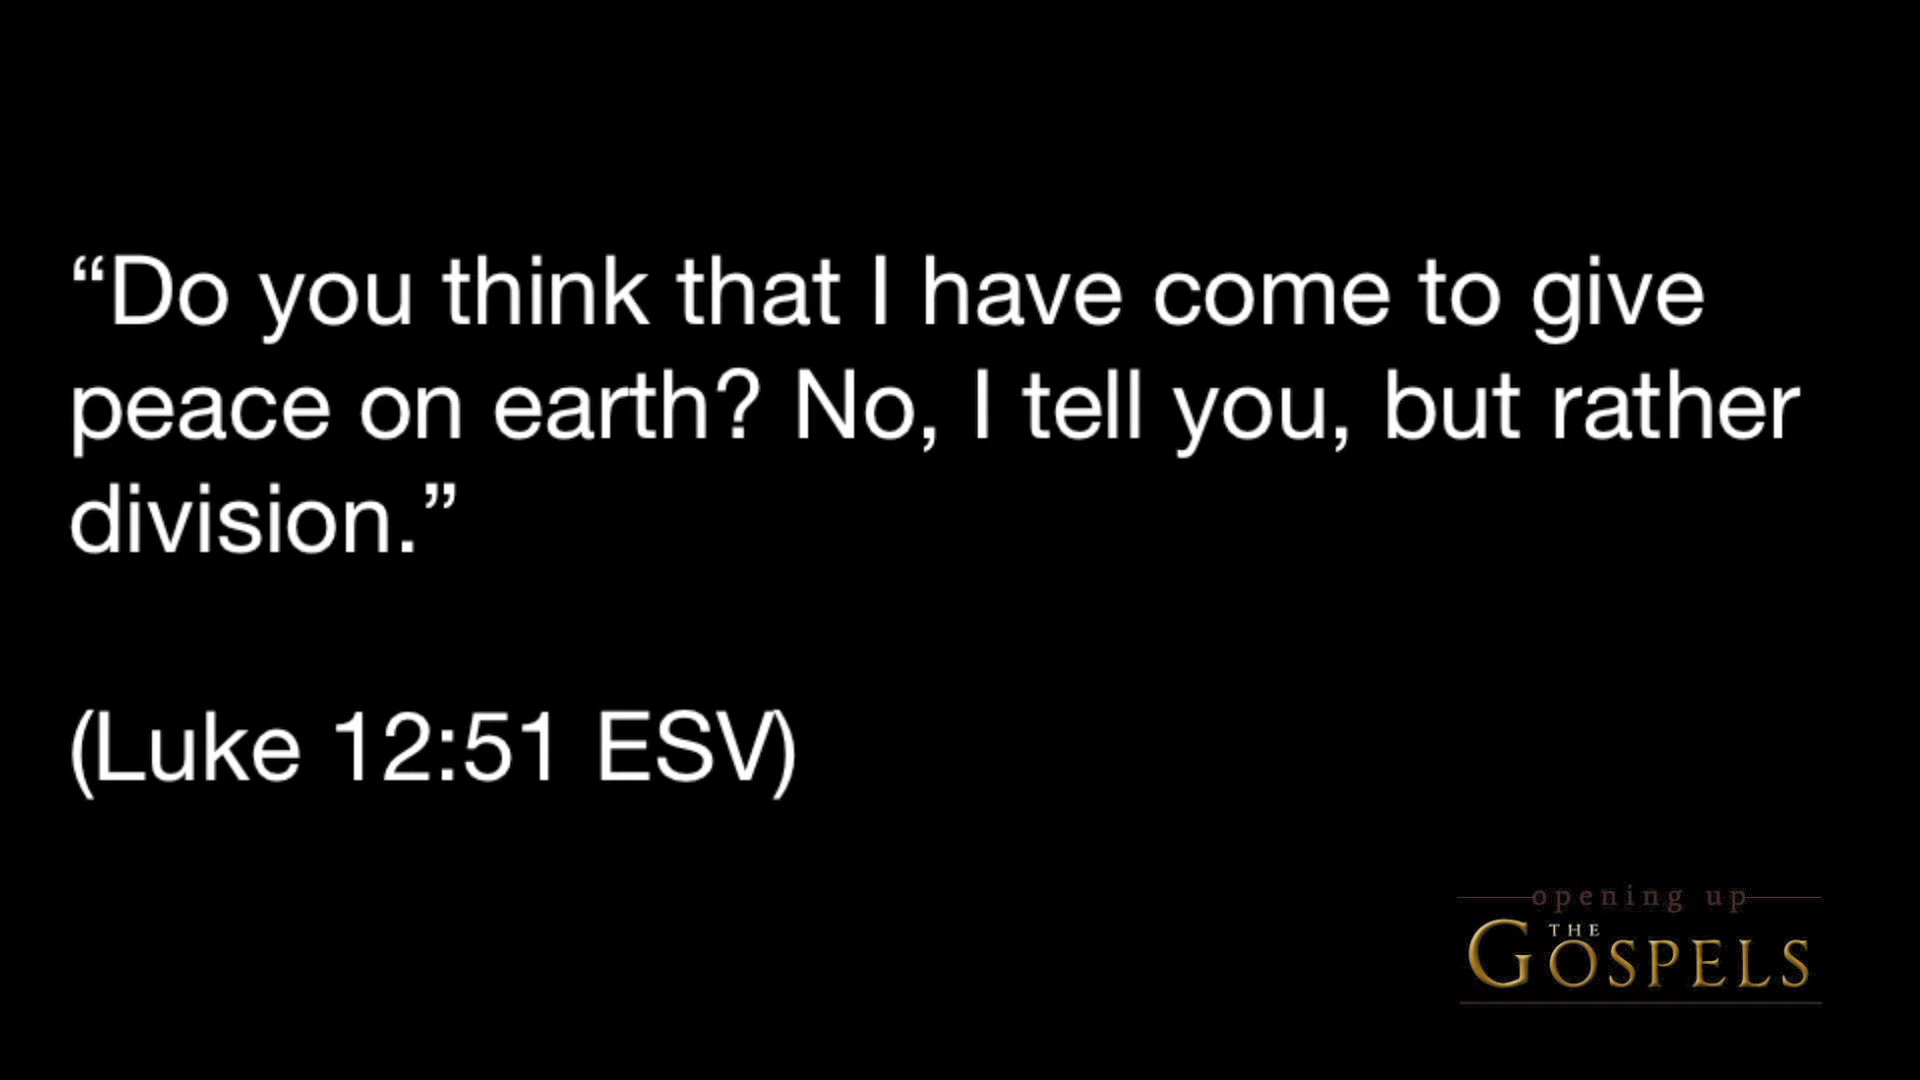 “Do you think that I have come to give
peace on earth? No, I tell you, but rather
division.”
(Luke 12:51 ESV)
opening up
THE
GOSPELS